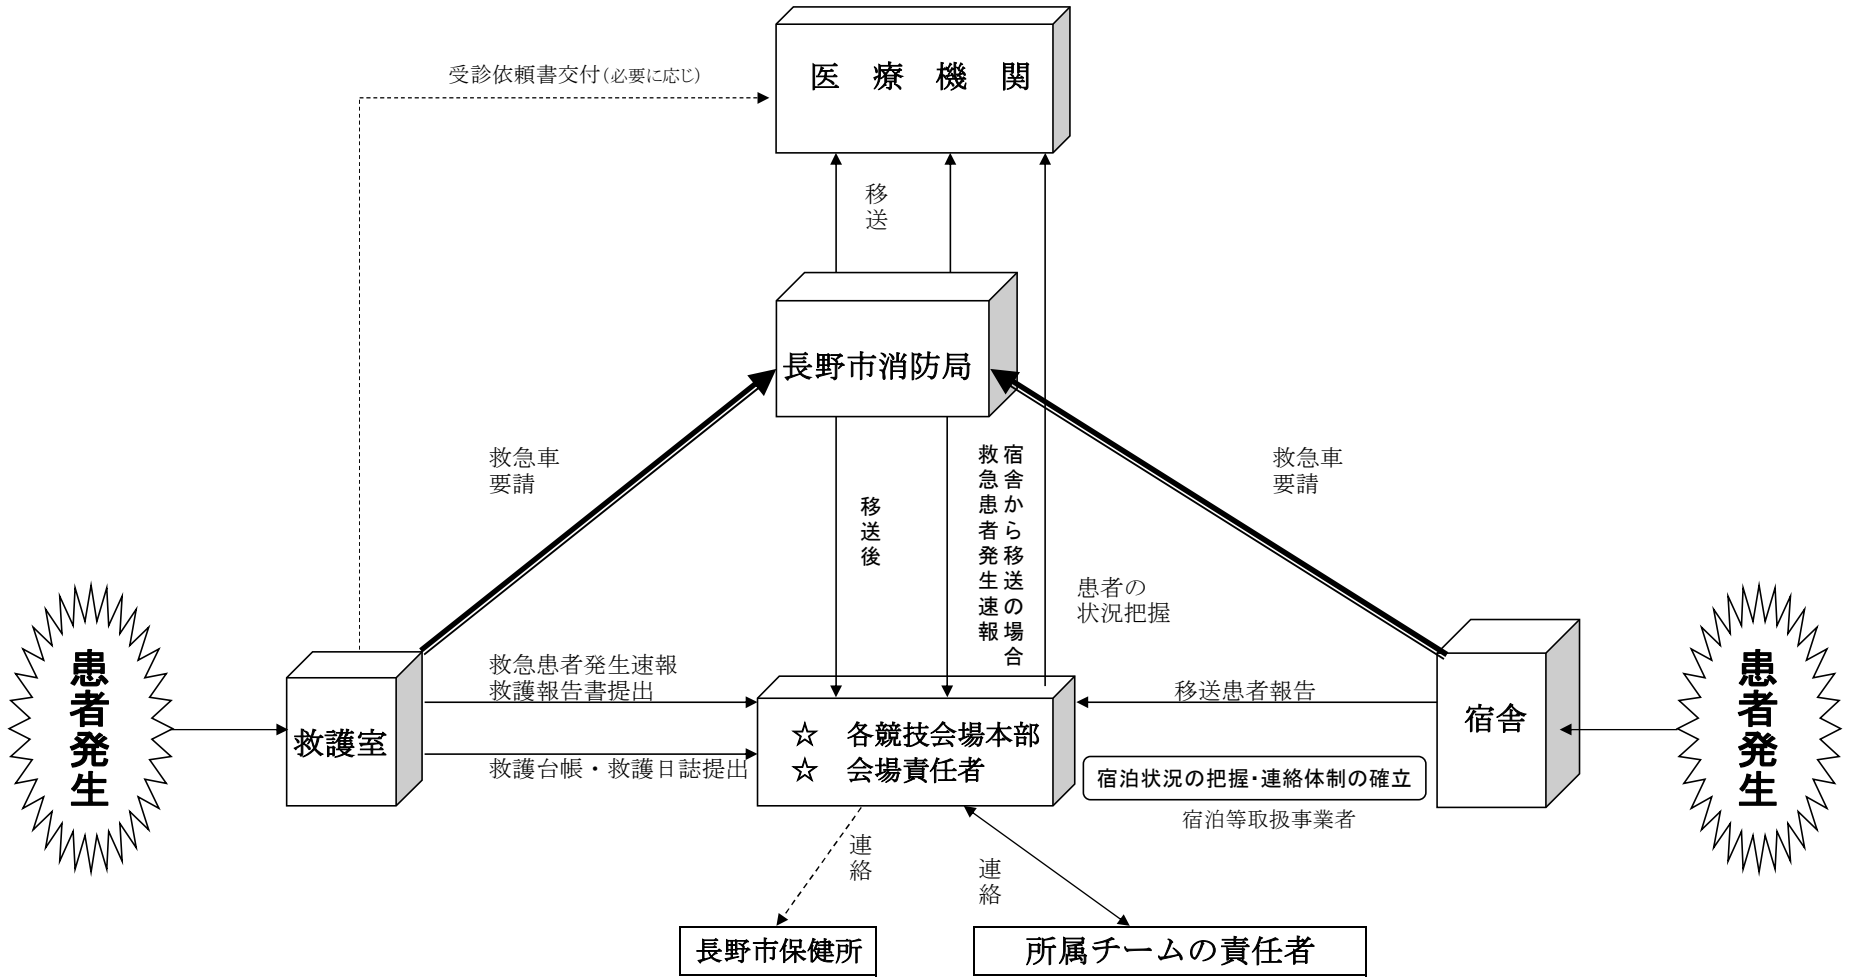 受診依頼書交付（必要に応じ）
医　療　機　関
移送
長野市消防局
救急車
要請
移送後
宿舎から移送の場合
救急患者発生速報
救急車
要請
患者の
状況把握
患者発生
救護室
救急患者発生速報
救護報告書提出
救護台帳・救護日誌提出
☆　各競技会場本部
☆　会場責任者
移送患者報告
宿泊状況の把握・連絡体制の確立
宿泊等取扱事業者
宿舎
患者発生
連絡
連絡
長野市保健所
所属チームの責任者